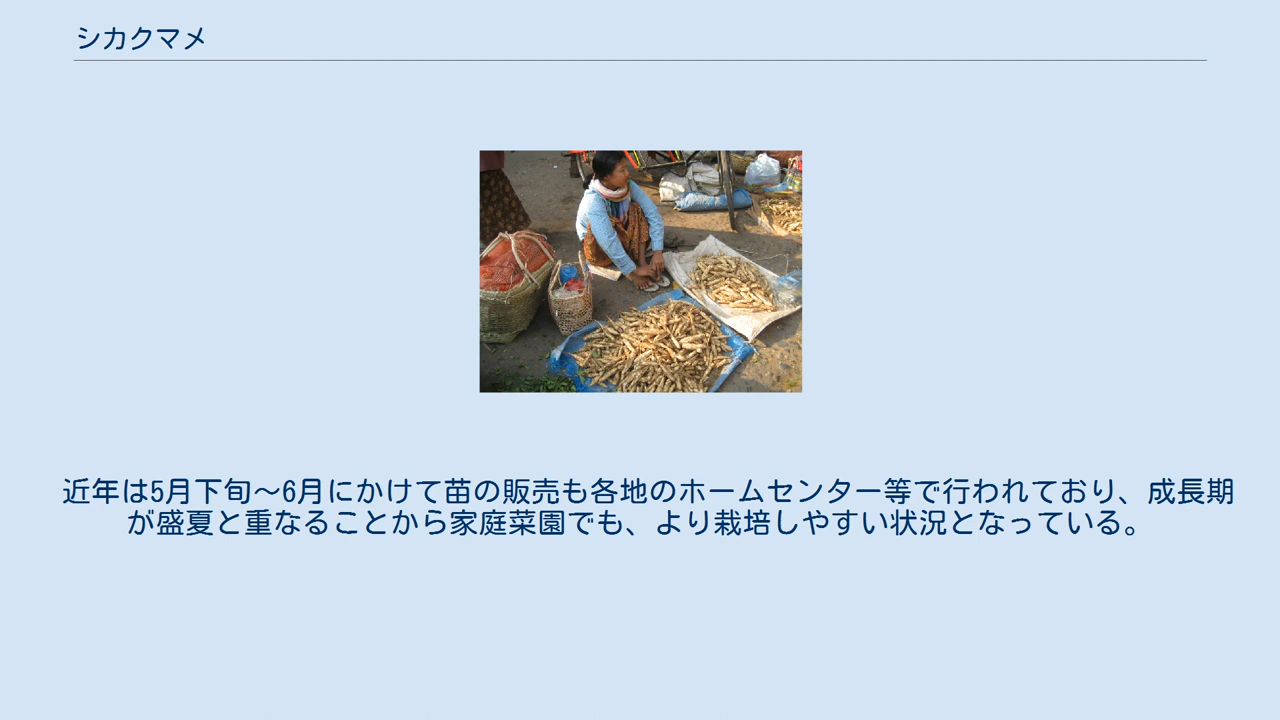 シカクマメ
近年は5月下旬～6月にかけて苗の販売も各地のホームセンター等で行われており、成長期
が盛夏と重なることから家庭菜園でも、より栽培しやすい状況となっている。